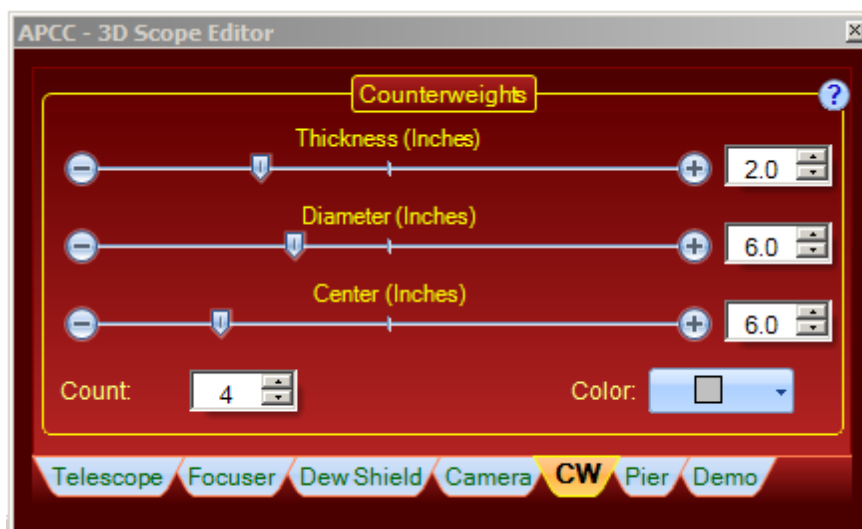 APCC - 3D Scope Editor
Counterweights
?
Thickness (Inches)
2.0
Diameter (Inches)
6.0
Center (Inches)
6.0
Count: 4 Color:
Telescope Focuser Dew Shield Camera CW Pier Demo